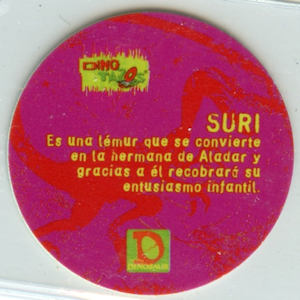 DINO
TAZOS
SURI
Es una lémur que se convierte
en la hermana de Aladar y
gracias a él recobrará su
entusiasmo infantil.
D
DINOSAUR